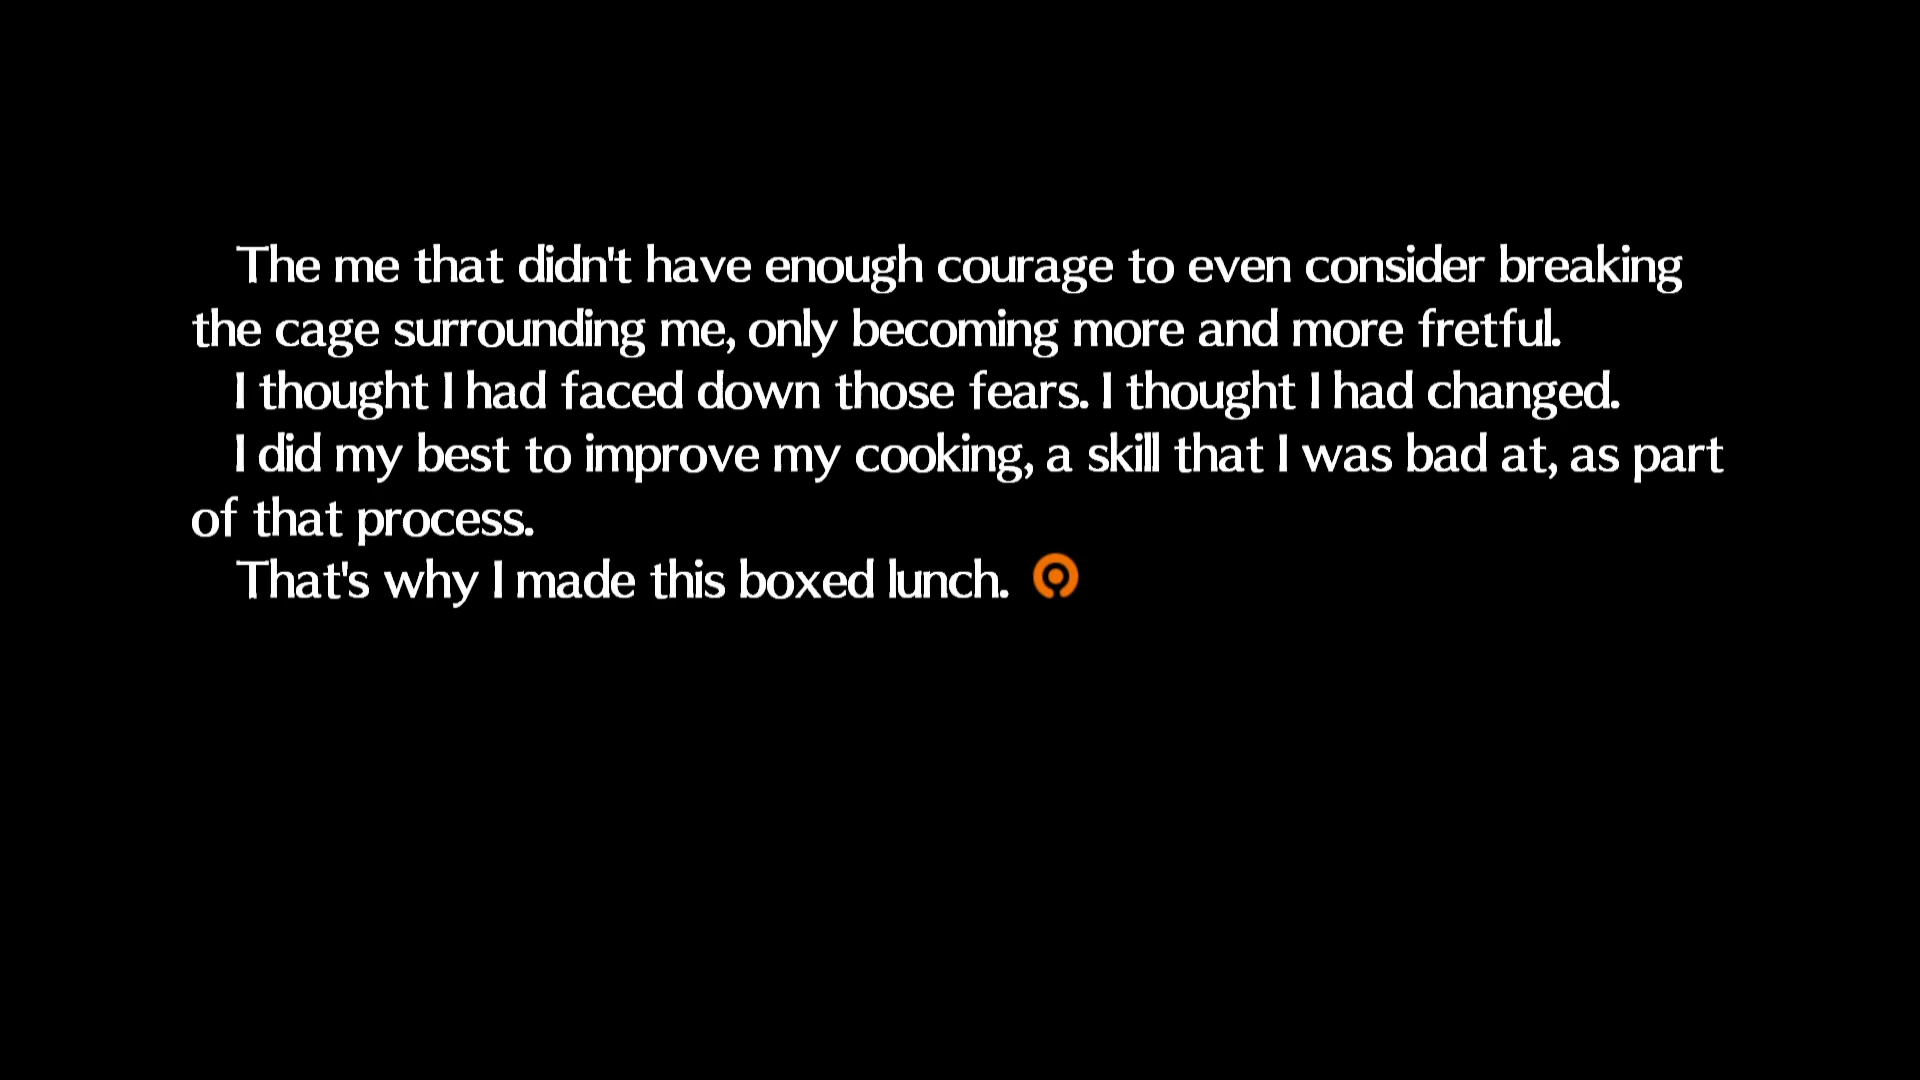 The me that didn't have enough courage to even consider breaking
the cage surrounding me, only becoming more and more fretful.
I thought I had faced down those fears. I thought I had changed.
I did my best to improve my cooking, a skill that I was bad at, as part
of that process.
That's why I made this boxed lunch.